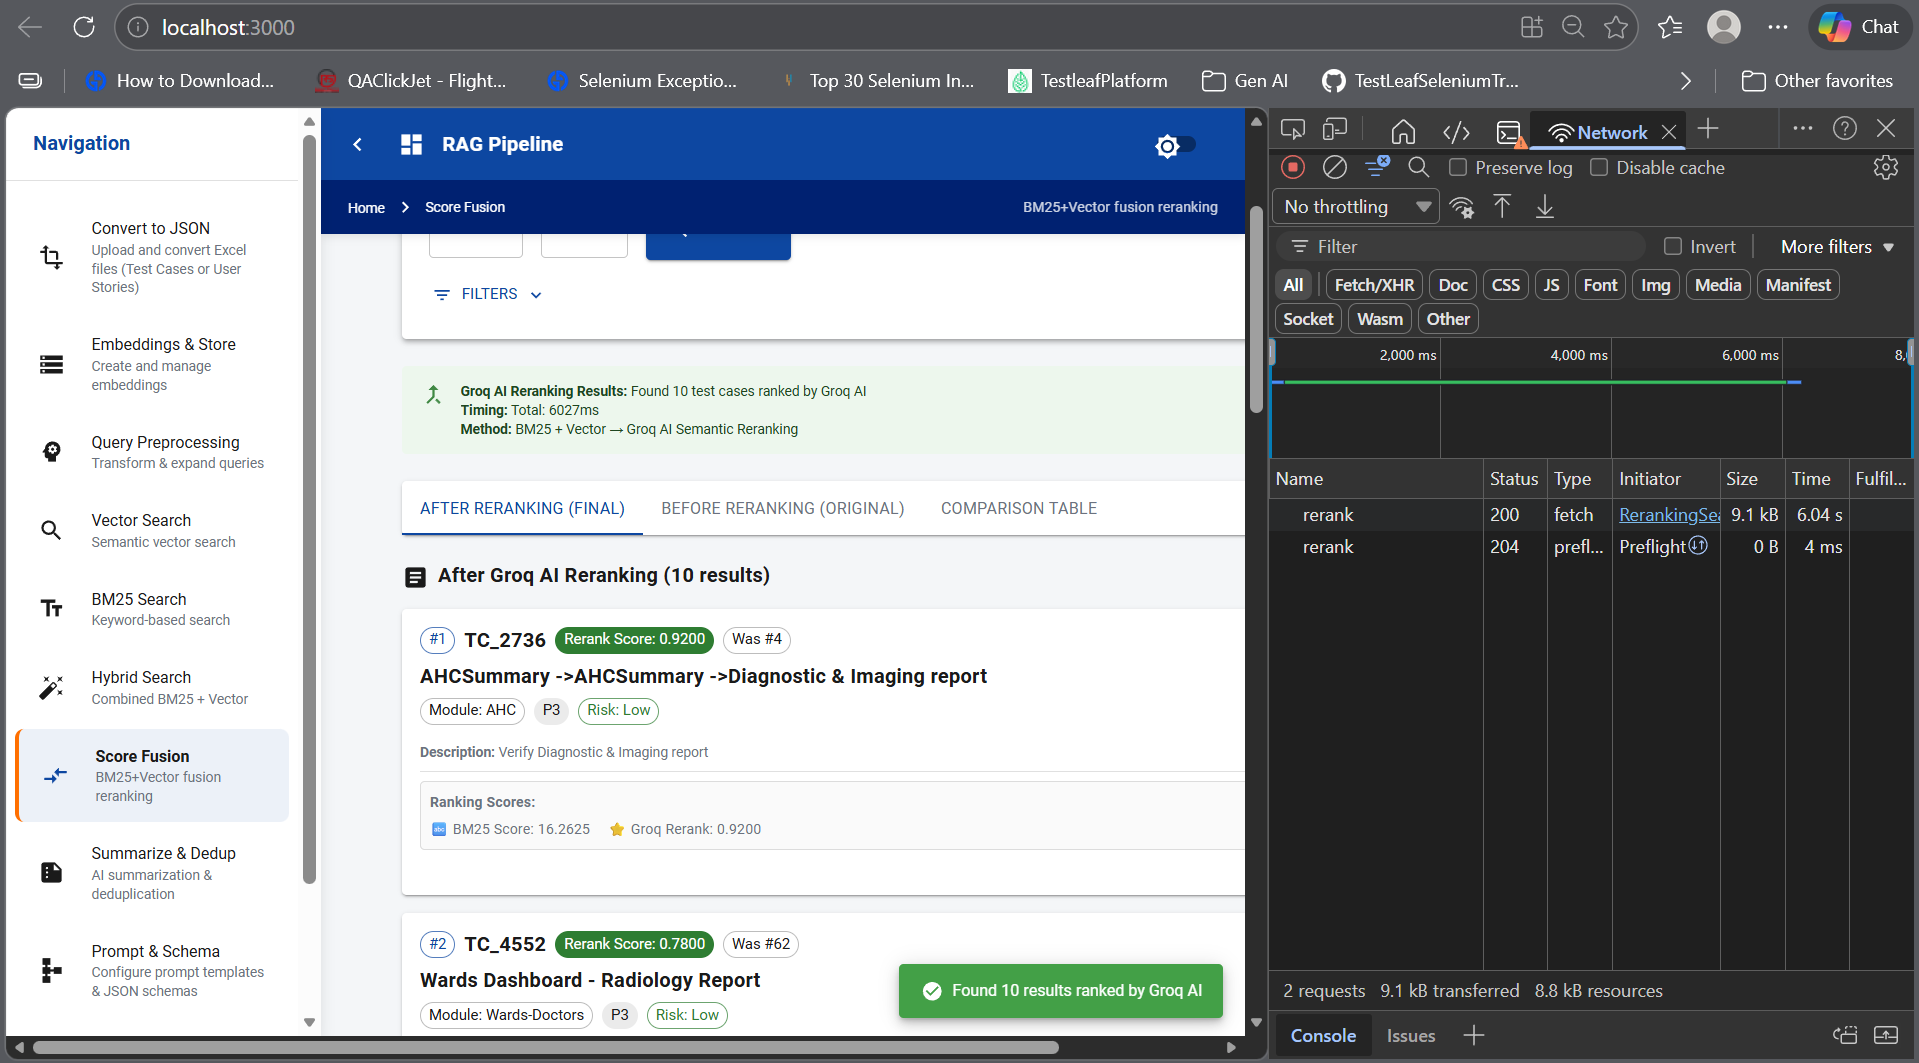 localhost:3000
Chat
How to Download...
QAClickJet - Flight...
Selenium Exceptio...
Top 30 Selenium In...
TestleafPlatform
Gen AI
TestLeafSeleniumTr...
Other favorites
Navigation
Convert to JSON
Upload and convert Excel
files (Test Cases or User
Stories)
Embeddings & Store
Create and manage
embeddings
Query Preprocessing
Transform & expand queries
Vector Search
Semantic vector search
BM25 Search
Keyword-based search
Hybrid Search
Combined BM25 + Vector
Score Fusion
BM25+Vector fusion
reranking
Summarize & Dedup
AI summarization &
deduplication
Prompt & Schema
Configure prompt templates
& JSON schemas
RAG Pipeline
Home > Score Fusion
BM25+Vector fusion reranking
FILTERS
Groq AI Reranking Results: Found 10 test cases ranked by Groq AI
Timing: Total: 6027ms
Method: BM25 + Vector → Groq AI Semantic Reranking
AFTER RERANKING (FINAL) BEFORE RERANKING (ORIGINAL) COMPARISON TABLE
After Groq AI Reranking (10 results)
#1 TC_2736 Rerank Score: 0.9200 Was #4
AHCSummary ->AHCSummary ->Diagnostic & Imaging report
Module: AHC P3 Risk: Low
Description: Verify Diagnostic & Imaging report
Ranking Scores:
abc BM25 Score: 16.2625 Groq Rerank: 0.9200
#2 TC_4552 Rerank Score: 0.7800 Was #62
Wards Dashboard - Radiology Report
Module: Wards-Doctors P3 Risk: Low
Found 10 results ranked by Groq AI
Network
Preserve log Disable cache
No throttling
Filter Invert More filters
All Fetch/XHR Doc CSS JS Font Img Media Manifest
Socket Wasm Other
2,000 ms 4,000 ms 6,000 ms 8,
Name Status Type Initiator Size Time Fulfil...
rerank 200 fetch RerankingSea 9.1 kB 6.04 s
rerank 204 prefl... Preflight 0 B 4 ms
2 requests 9.1 kB transferred 8.8 kB resources
Console Issues